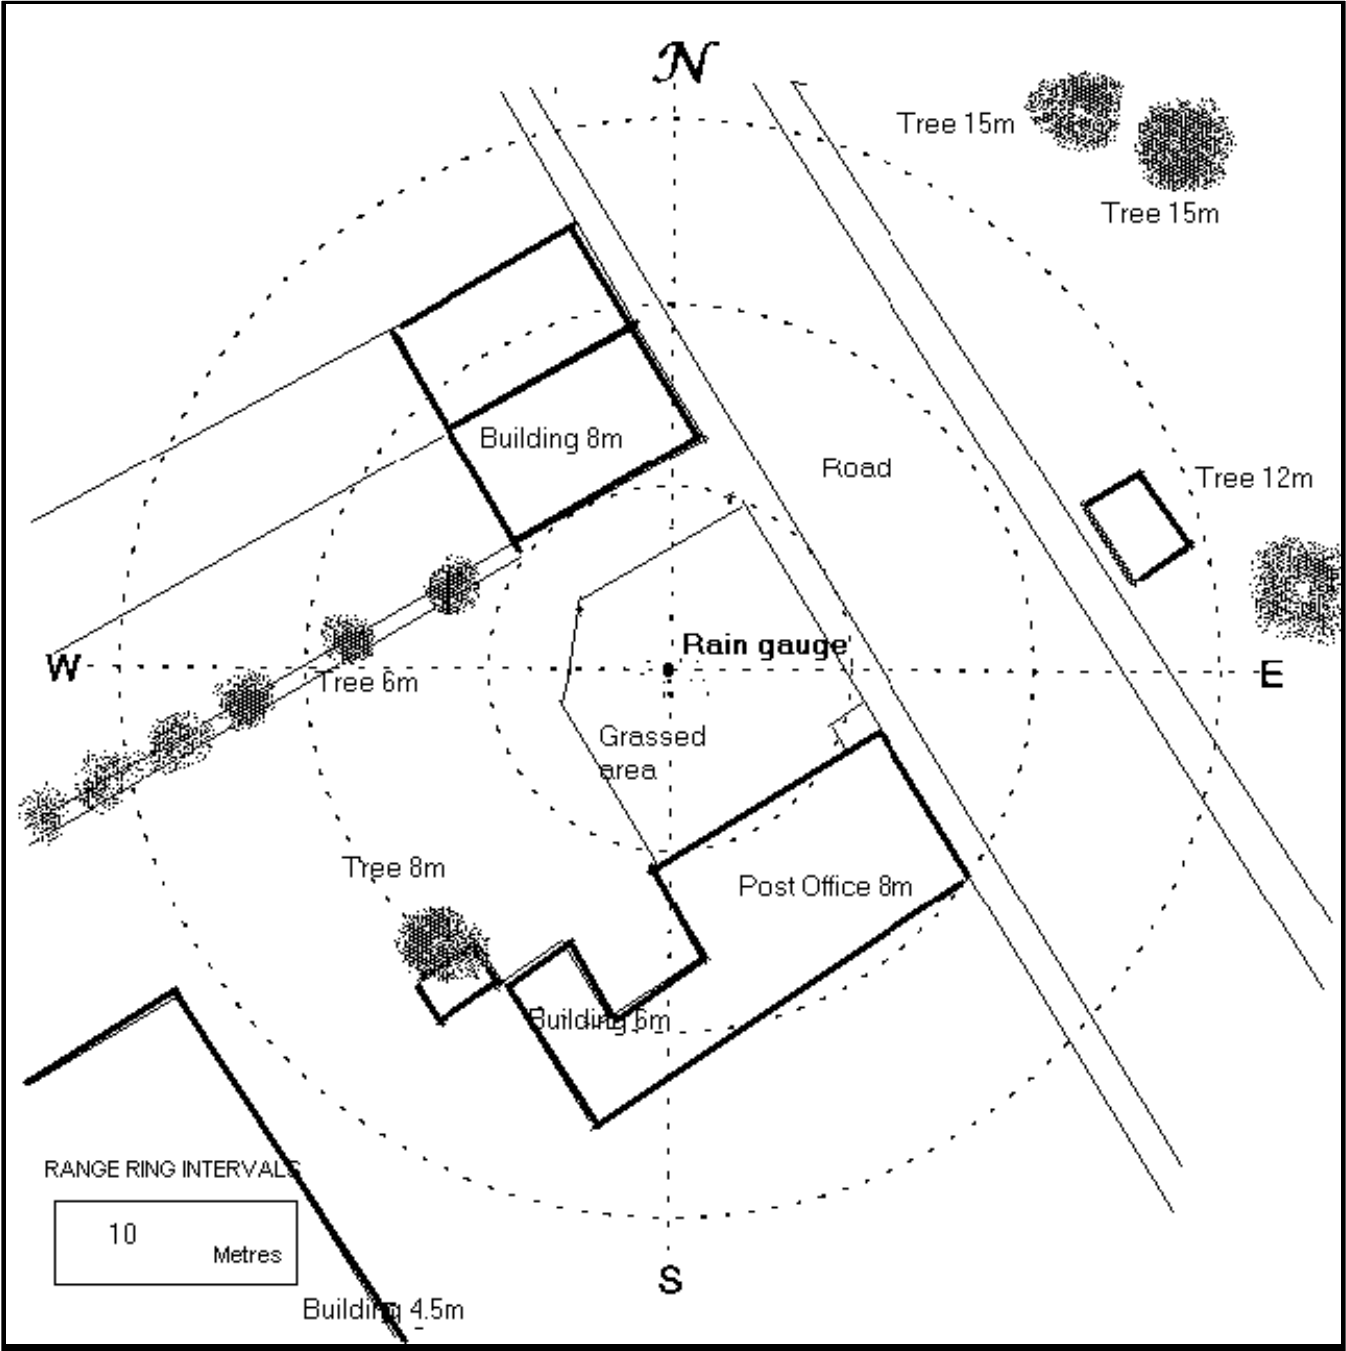 N
Tree 15m
Tree 15m
Building 8m
Road
Tree 12m
Rain gauge
W
E
Tree 6m
Grassed
area
Tree 8m
Post Office 8m
Building 6m
RANGE RING INTERVALS
10
Metres
S
Building 4.5m